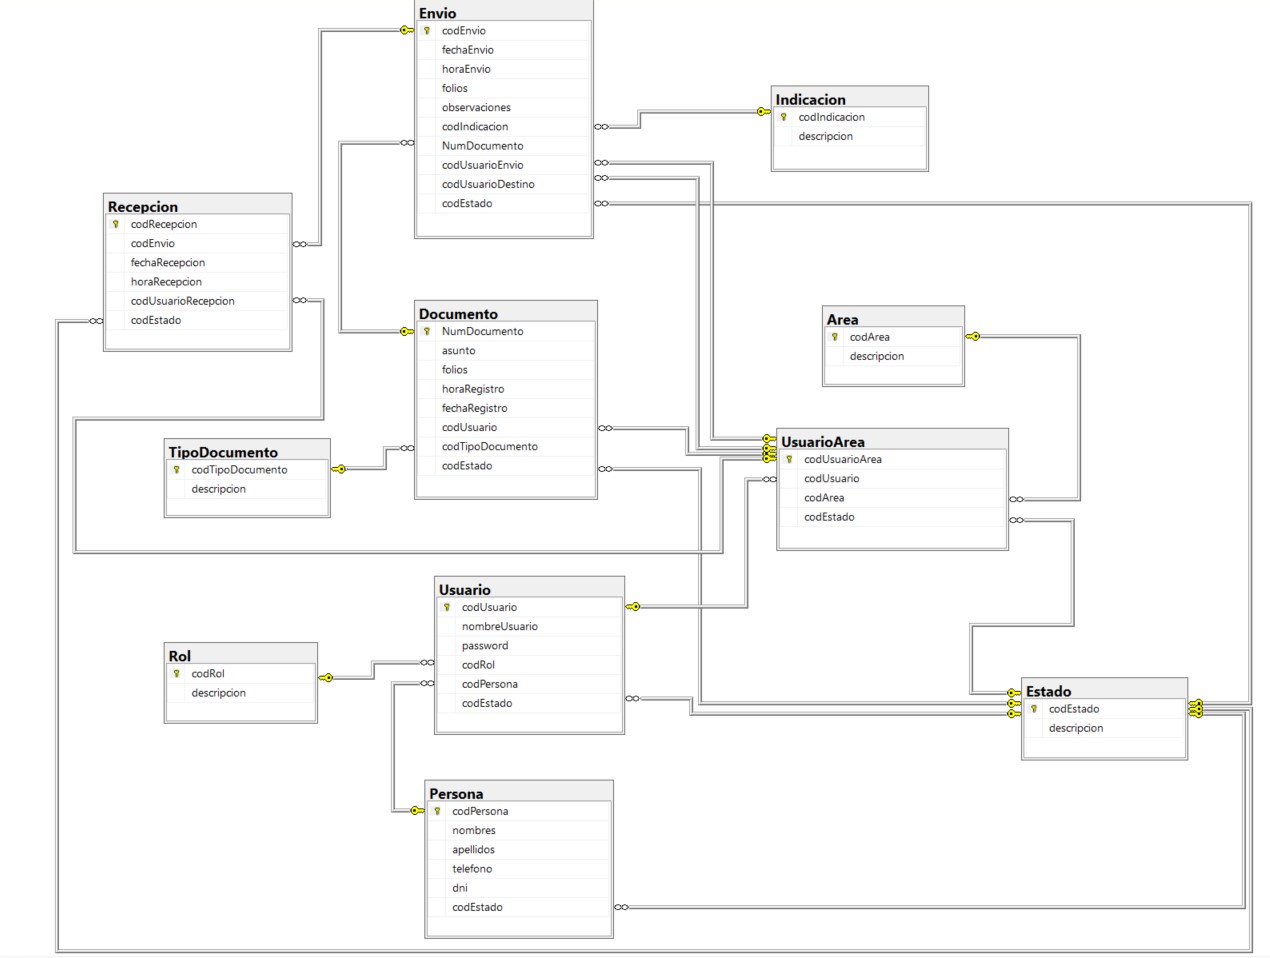 Envio
codEnvio
fechaEnvio
horaEnvio
folios
observaciones
codIndicacion
NumDocumento
codUsuarioEnvio
codUsuarioDestino
codEstado
Indicacion
codIndicacion
descripcion
Recepcion
codRecepcion
codEnvio
fechaRecepcion
horaRecepcion
codUsuarioRecepcion
codEstado
Documento
NumDocumento
asunto
folios
horaRegistro
fechaRegistro
codUsuario
codTipoDocumento
codEstado
Area
codArea
descripcion
TipoDocumento
codTipoDocumento
descripcion
UsuarioArea
codUsuarioArea
codUsuario
codArea
codEstado
Usuario
codUsuario
nombreUsuario
password
codRol
codPersona
codEstado
Rol
codRol
descripcion
Estado
codEstado
descripcion
Persona
codPersona
nombres
apellidos
telefono
dni
codEstado